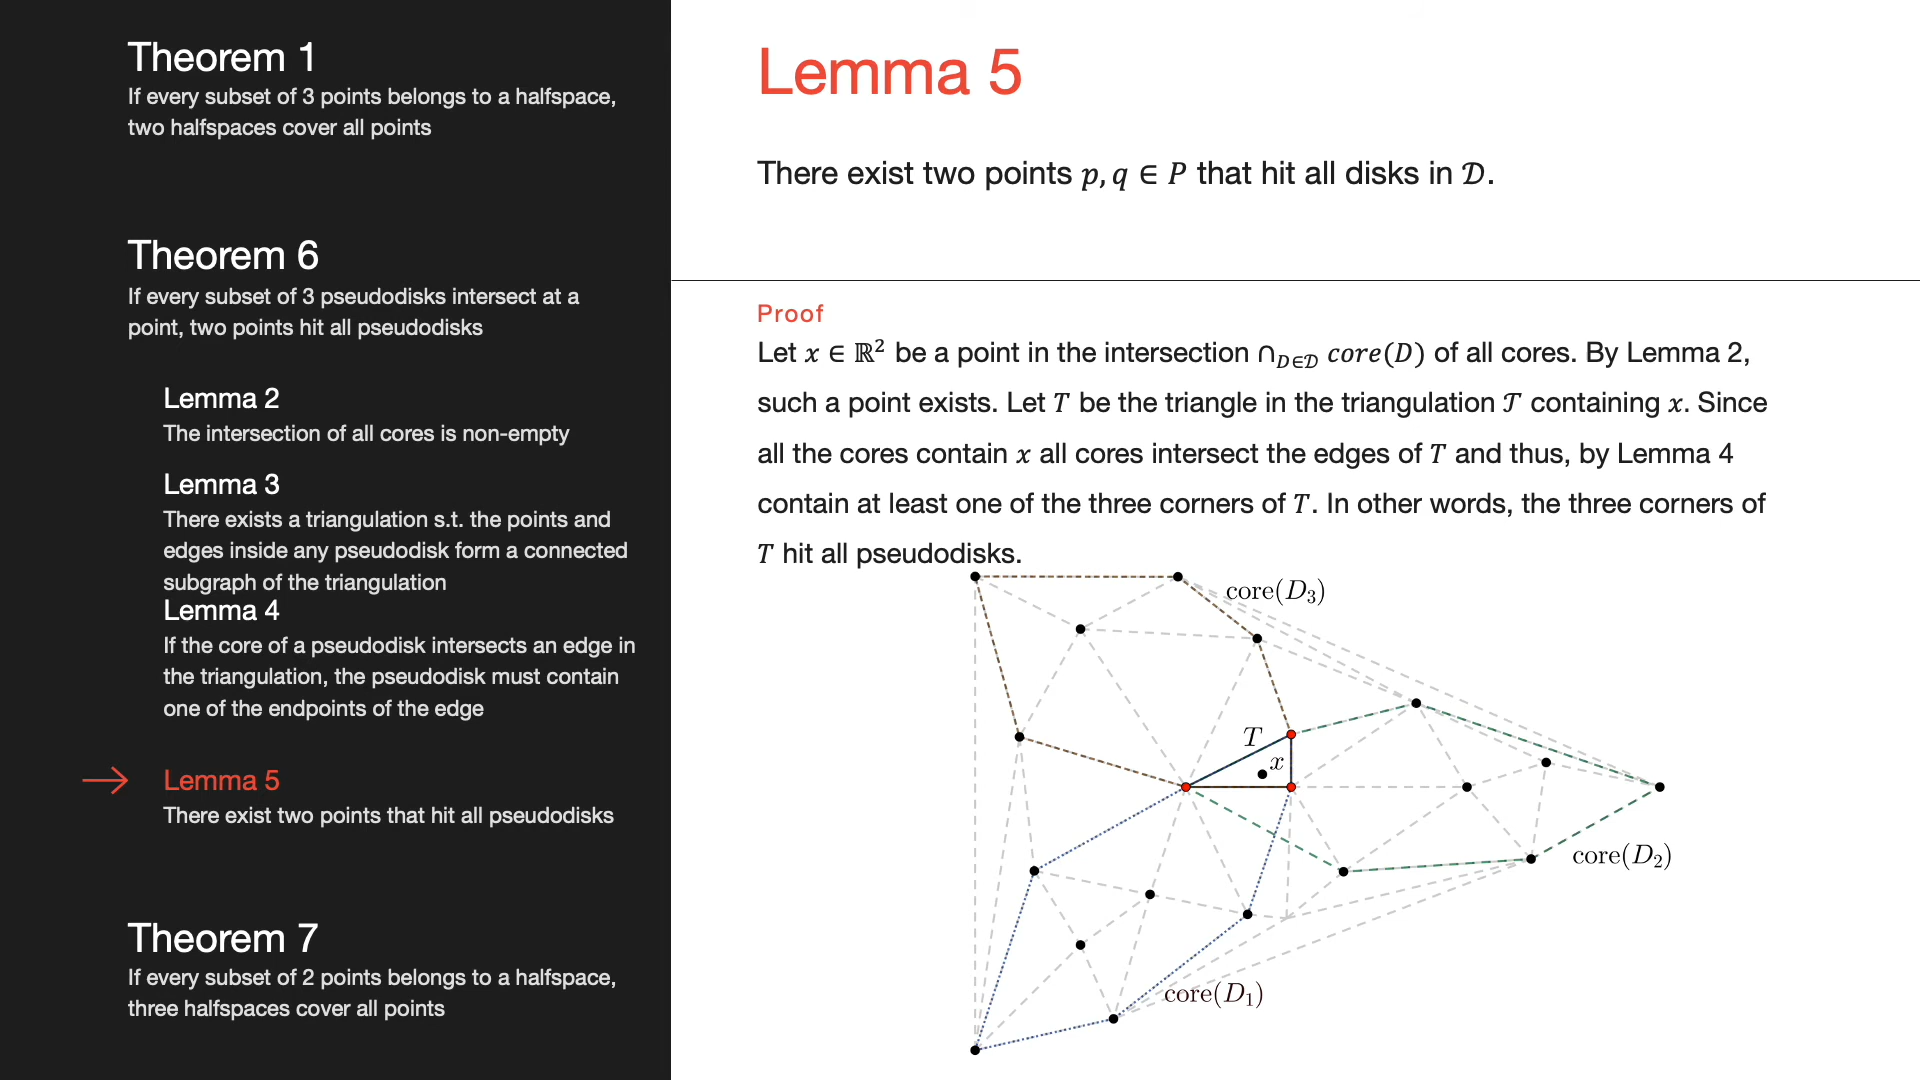 Theorem 1
If every subset of 3 points belongs to a halfspace,
two halfspaces cover all points
Theorem 6
If every subset of 3 pseudodisks intersect at a
point, two points hit all pseudodisks
Lemma 2
The intersection of all cores is non-empty
Lemma 3
There exists a triangulation s.t. the points and
edges inside any pseudodisk form a connected
subgraph of the triangulation
Lemma 4
If the core of a pseudodisk intersects an edge in
the triangulation, the pseudodisk must contain
one of the endpoints of the edge
Lemma 5
There exist two points that hit all pseudodisks
Theorem 7
If every subset of 2 points belongs to a halfspace,
three halfspaces cover all points
Lemma 5
There exist two points 𝑝, 𝑞 ∈ 𝑃 that hit all disks in 𝒟.
Proof
Let 𝑥 ∈ ℝ² be a point in the intersection ∩_{𝐷∈𝒟} 𝑐𝑜𝑟𝑒(𝐷) of all cores. By Lemma 2,
such a point exists. Let 𝑇 be the triangle in the triangulation 𝒯 containing 𝑥. Since
all the cores contain 𝑥 all cores intersect the edges of 𝑇 and thus, by Lemma 4
contain at least one of the three corners of 𝑇. In other words, the three corners of
𝑇 hit all pseudodisks.
core(D₃)
T
x
core(D₂)
core(D₁)